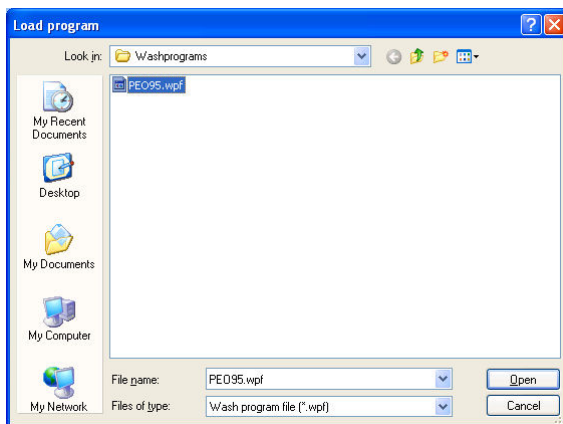 Load program
Look in:
Washprograms
PEO95.wpf
My Recent
Documents
Desktop
My Documents
My Computer
My Network
File name:
PEO95.wpf
Open
Files of type:
Wash program file (*.wpf)
Cancel